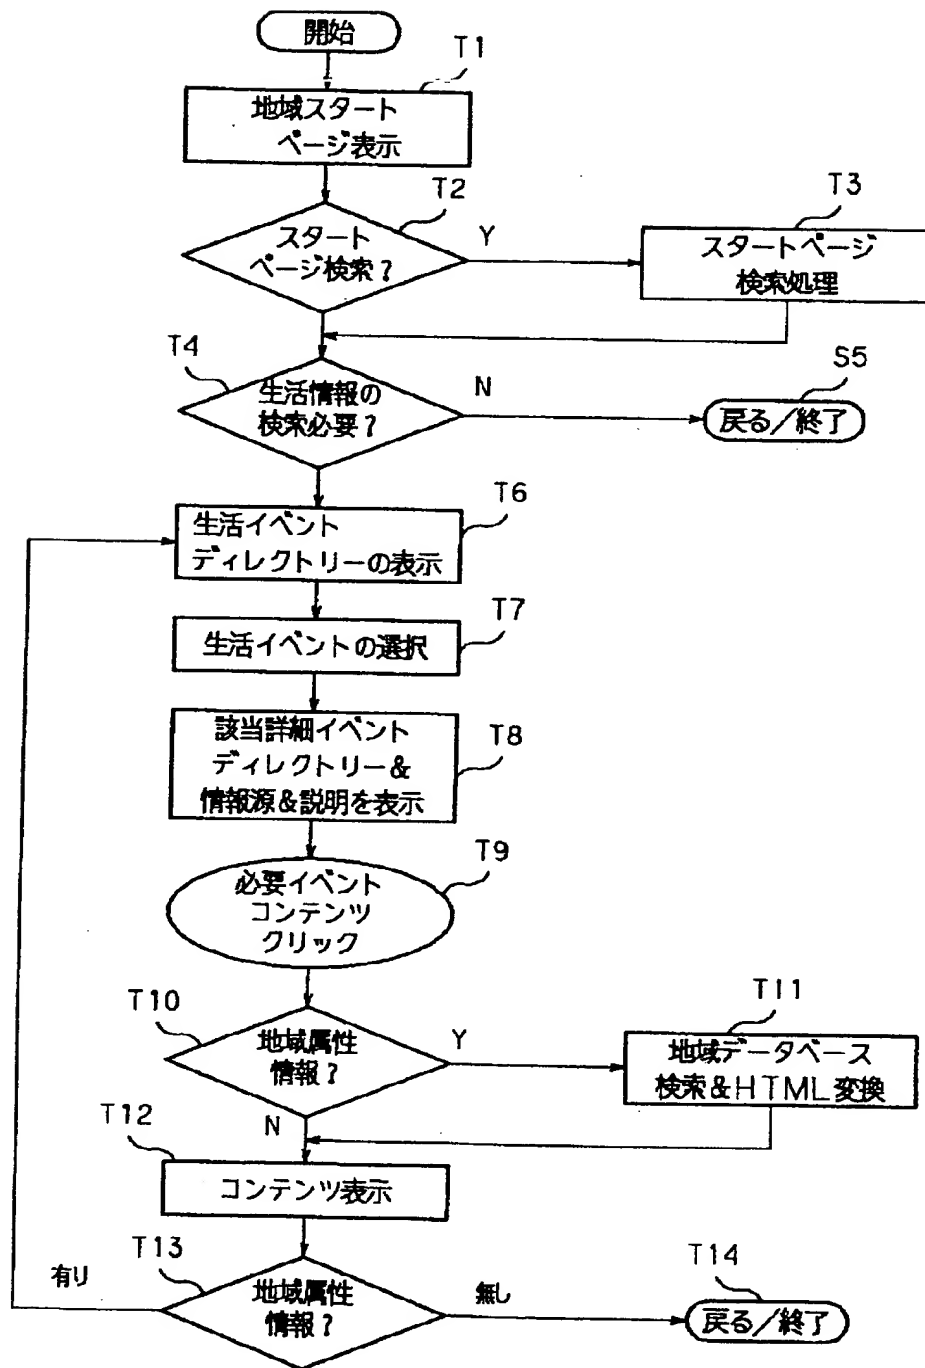 開始
T1
地域スタート
ページ表示
T2
スタート
ページ検索?
Y
T3
スタートページ
検索処理
T4
生活情報の
検索必要?
N
S5
戻る/終了
T6
生活イベント
ディレクトリーの表示
T7
生活イベントの選択
T8
該当詳細イベント
ディレクトリー&
情報源&説明を表示
T9
必要イベント
コンテンツ
クリック
T10
地域属性
情報?
Y
T11
地域データベース
検索&HTML変換
N
T12
コンテンツ表示
T13
地域属性
情報?
有り
無し
T14
戻る/終了